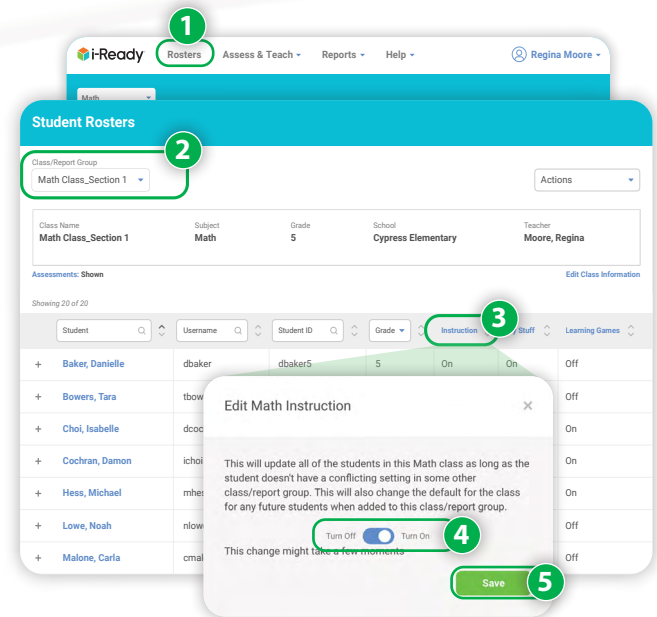 1
i-Ready Rosters Assess & Teach Reports Help Regina Moore
Math
Student Rosters
2
Class/Report Group
Math Class_Section 1 Actions
Class Name Subject Grade School Teacher
Math Class_Section 1 Math 5 Cypress Elementary Moore, Regina
Assessments: Shown Edit Class Information
Showing 20 of 20
3
Student Username Student ID Grade Instruction Stuff Learning Games
+ Baker, Danielle dbaker dbaker5 5 On On Off
+ Bowers, Tara tbow Off
+ Choi, Isabelle dcoc On
+ Cochran, Damon ichoi On
+ Hess, Michael mhes On
+ Lowe, Noah nlow Off
+ Malone, Carla cmal Off
Edit Math Instruction ×
This will update all of the students in this Math class as long as the
student doesn't have a conflicting setting in some other
class/report group. This will also change the default for the class
for any future students when added to this class/report group.
Turn Off Turn On 4
This change might take a few moments
Save 5